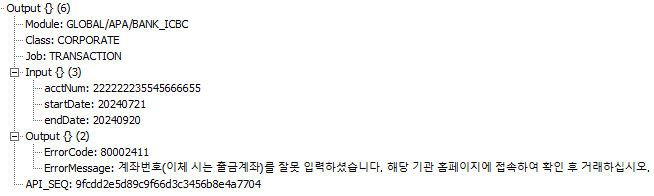 Output {} (6)
Module: GLOBAL/APA/BANK_ICBC
Class: CORPORATE
Job: TRANSACTION
Input {} (3)
acctNum: 222222235545666655
startDate: 20240721
endDate: 20240920
Output {} (2)
ErrorCode: 80002411
ErrorMessage: 계좌번호(이체 시는 출금계좌)를 잘못 입력하셨습니다. 해당 기관 홈페이지에 접속하여 확인 후 거래하십시오.
API_SEQ: 9fcdd2e5d89c9f66d3c3456b8e4a7704